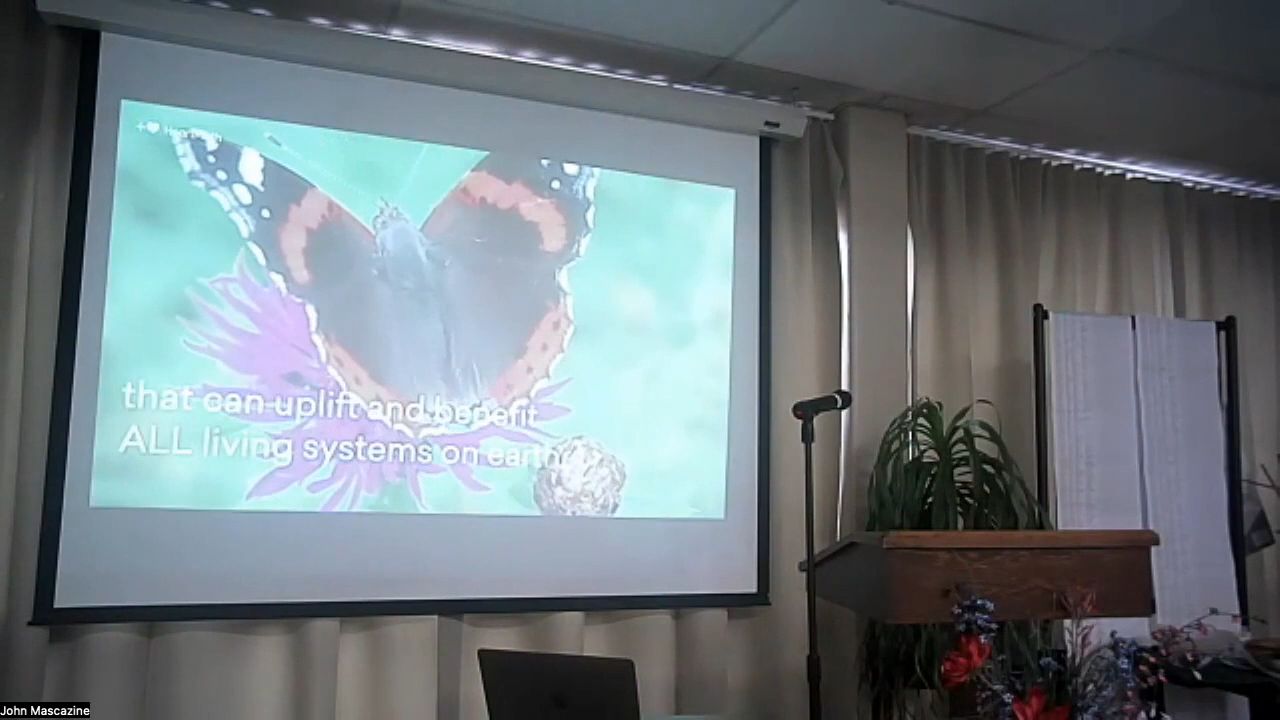 that can uplift and benefit
ALL living systems on earth
John Mascazine